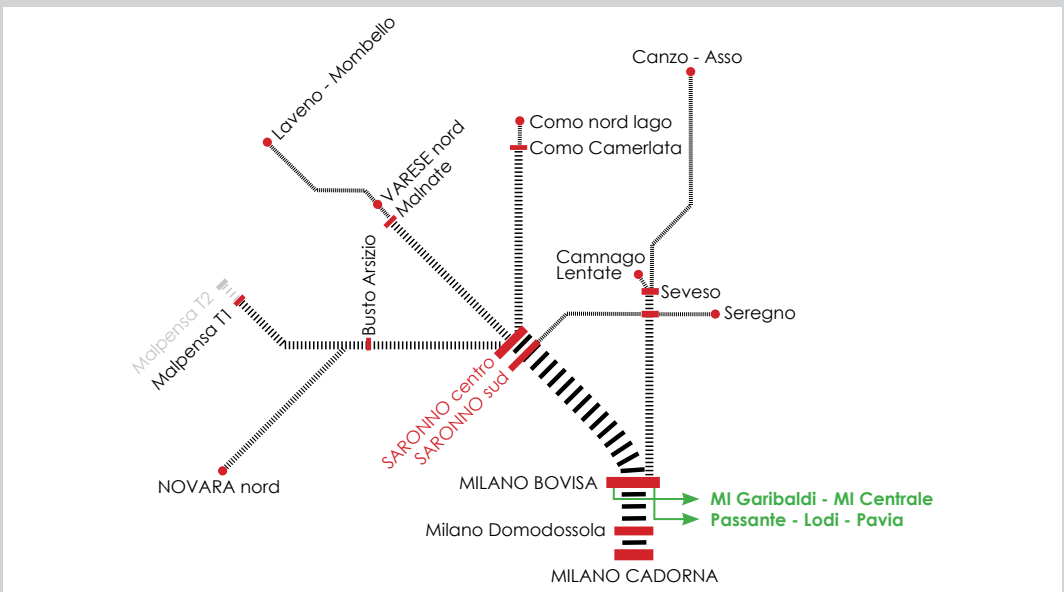 Laveno - Mombello
Canzo - Asso
Como nord lago
Como Camerlata
VARESE nord
Malnate
Camnago
Lentate
Seveso
Seregno
Busto Arsizio
Malpensa T2
Malpensa T1
SARONNO centro
SARONNO sud
NOVARA nord
MILANO BOVISA
MI Garibaldi - MI Centrale
Passante - Lodi - Pavia
Milano Domodossola
MILANO CADORNA